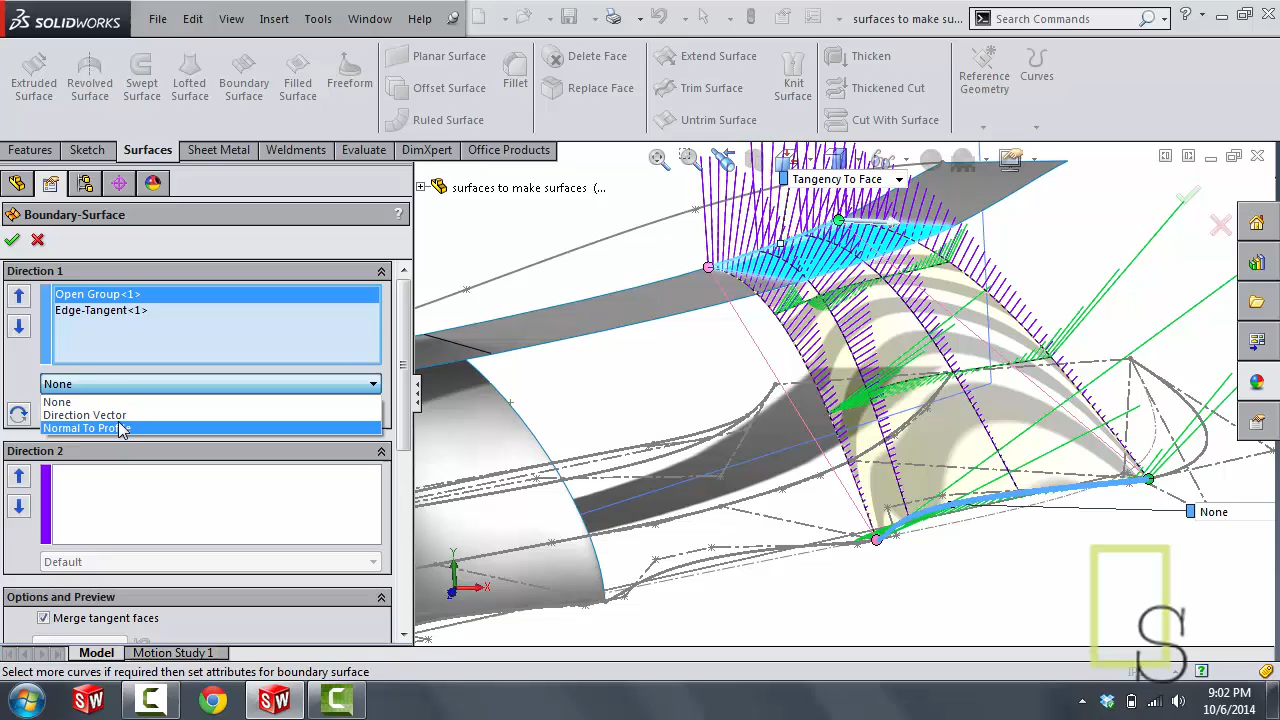 SOLIDWORKS File Edit View Insert Tools Window Help surfaces to make su... Search Commands
Extruded Surface
Revolved Surface
Swept Surface
Lofted Surface
Boundary Surface
Filled Surface
Freeform
Planar Surface
Offset Surface
Ruled Surface
Fillet
Delete Face
Replace Face
Extend Surface
Trim Surface
Untrim Surface
Knit Surface
Thicken
Thickened Cut
Cut With Surface
Reference Geometry
Curves
Features Sketch Surfaces Sheet Metal Weldments Evaluate DimXpert Office Products
surfaces to make surfaces (...
Tangency To Face
Boundary-Surface ?
Direction 1
Open Group<1>
Edge-Tangent<1>
None
None
Direction Vector
Normal To Prof
Direction 2
Default
Options and Preview
Merge tangent faces
None
Y
X
S
Model Motion Study 1
Select more curves if required then set attributes for boundary surface
9:02 PM
10/6/2014